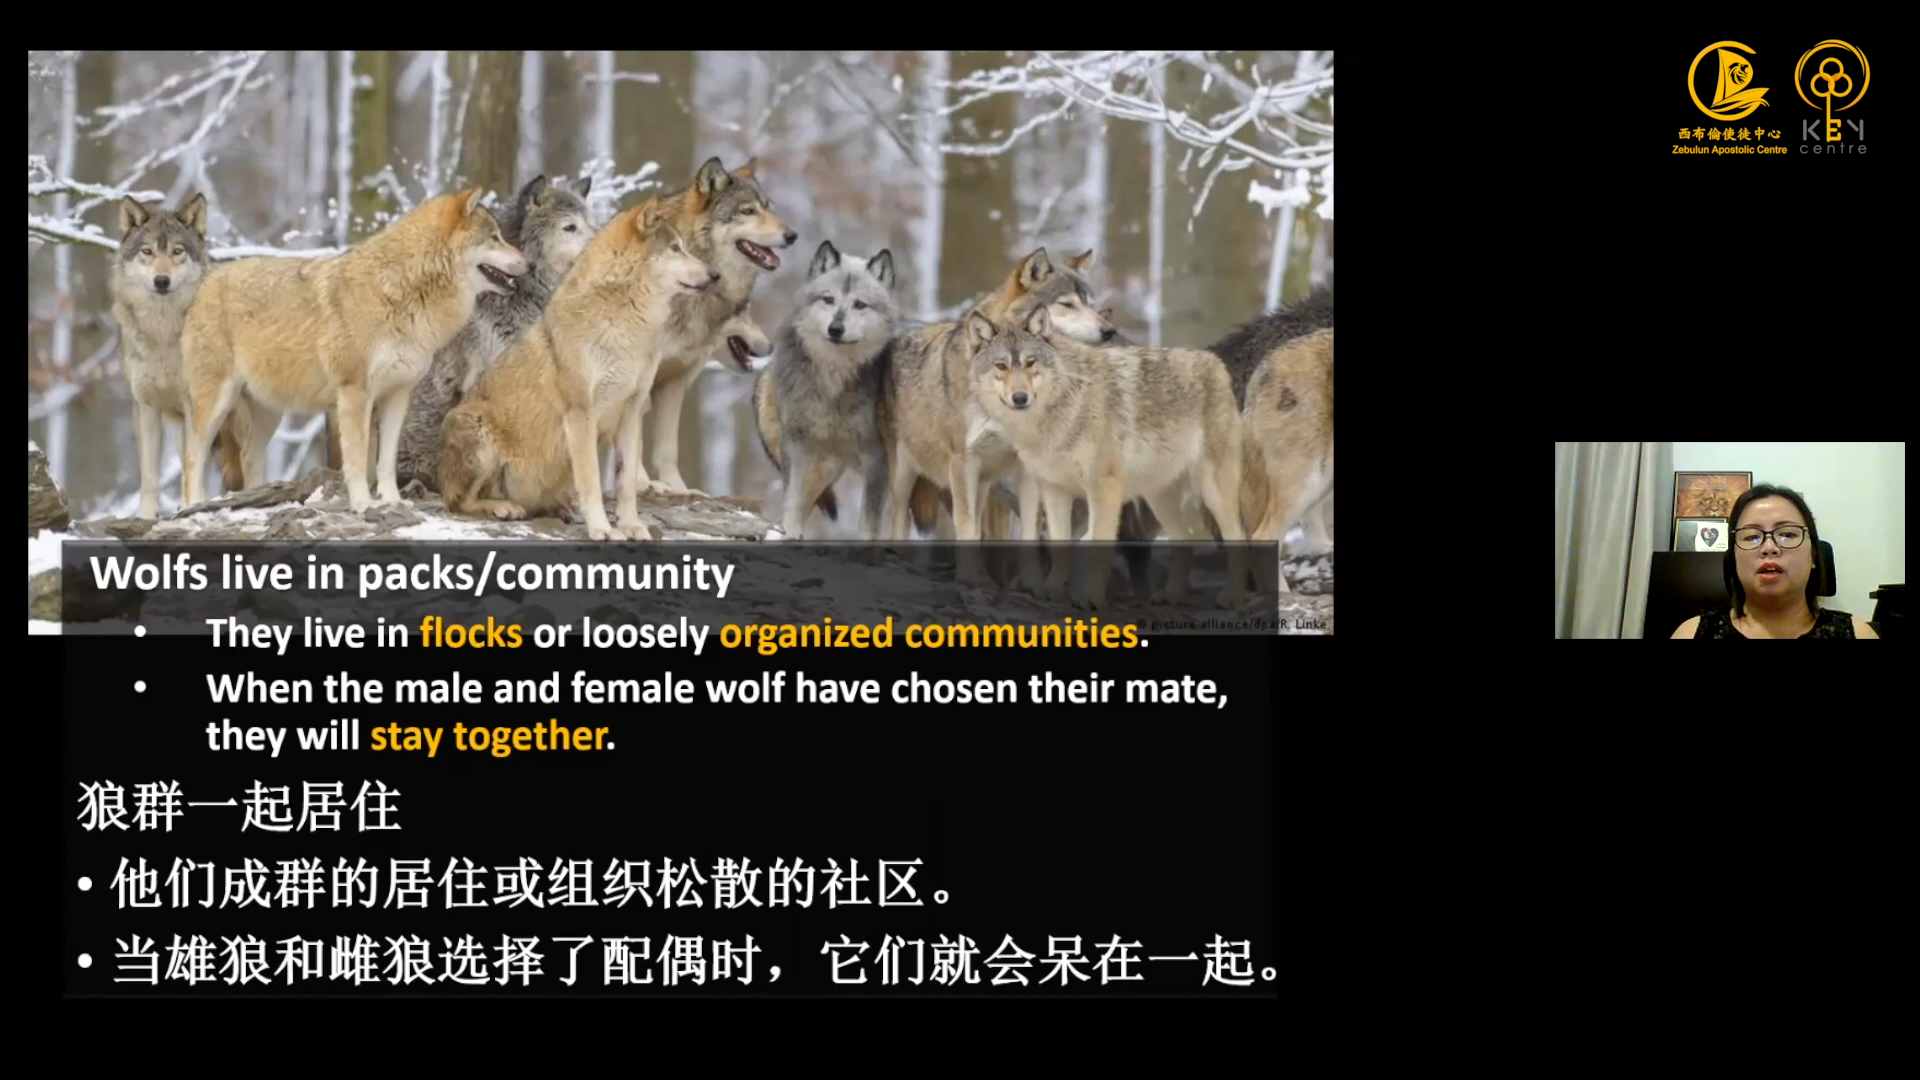 西布倫使徒中心
Zebulun Apostolic Centre
KEY
centre
© picture-alliance/dpa/R. Linke
Wolfs live in packs/community
• They live in flocks or loosely organized communities.
• When the male and female wolf have chosen their mate,
they will stay together.
狼群一起居住
• 他们成群的居住或组织松散的社区。
• 当雄狼和雌狼选择了配偶时，它们就会呆在一起。